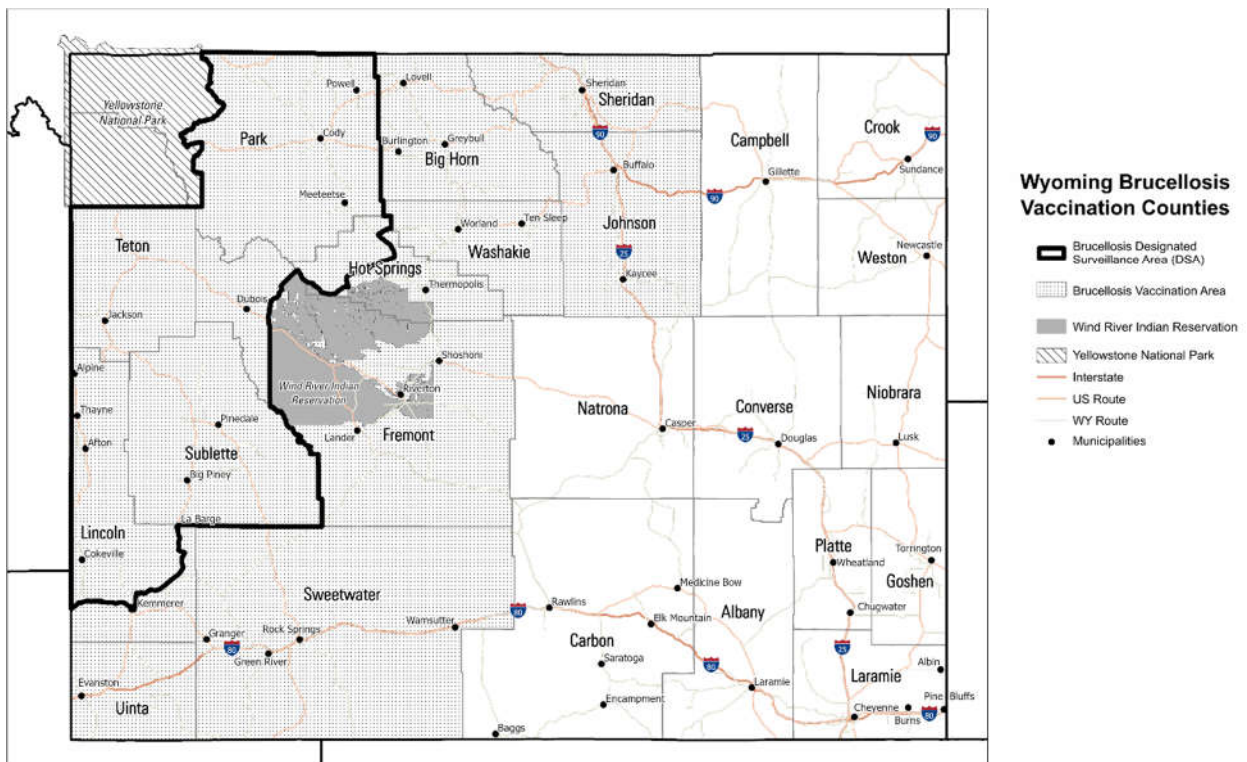 Yellowstone
National Park
Powell
Lovell
Sheridan
Sheridan
Park
Cody
Burlington
Greybull
Big Horn
90
Buffalo
Campbell
Crook
90
Sundance
Gillette
90
Meeteetse
Worland
Ten Sleep
Washakie
Johnson
25
Kaycee
Newcastle
Weston
Teton
Hot Springs
Thermopolis
Dubois
Jackson
Shoshoni
Alpine
Wind River Indian
Reservation
Riverton
Thayne
Pinedale
Lander
Fremont
Afton
Sublette
Big Piney
Natrona
Casper
Converse
25
Douglas
Niobrara
Lusk
La Barge
Lincoln
Cokeville
Kemmerer
Sweetwater
Platte
Wheatland
Torrington
Goshen
Medicine Bow
Albany
Chugwater
Rawlins
80
Wamsutter
Elk Mountain
Carbon
Granger
80
Rock Springs
Green River
Saratoga
80
25
Laramie
Albin
Evanston
Uinta
Encampment
Laramie
Pine Bluffs
Cheyenne
Burns
80
Baggs
Wyoming Brucellosis
Vaccination Counties
Brucellosis Designated
Surveillance Area (DSA)
Brucellosis Vaccination Area
Wind River Indian Reservation
Yellowstone National Park
Interstate
US Route
WY Route
Municipalities